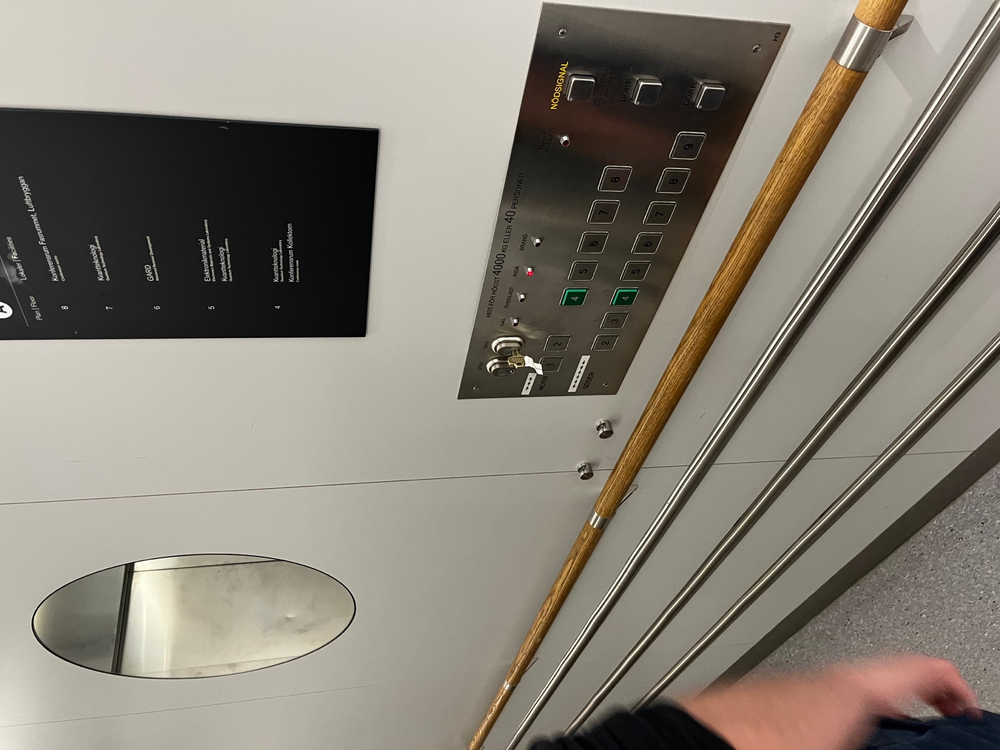 A
Plan | Floor
Lokaler | Facilities
8
Konferensrum Fasrummet, Luftbryggan
Conference rooms
7
Kvantteknologi
Quantum Technology Laboratory
6
GARD
Advanced Receiver Development
5
Elektronikmaterial
Electronics Materials and Systems Laboratory
Kvantteknologi
Quantum Technology Laboratory
4
Kvantteknologi
Quantum Technology Laboratory
Konferensrum Kollektorn
Conference room
H3
NÖDSIGNAL
DÖRR
DÖRR
HJÄLP
KALLAD
HISS FÖR HÖGST 4000 KG ELLER 40 PERSONER
BRAND
RIDÅ
ÖVERLAST
GAS
GAS
STÄD
9
8 8
7 7
6 6
5 5
4 4
3
2 2
1
NORR
SÖDER